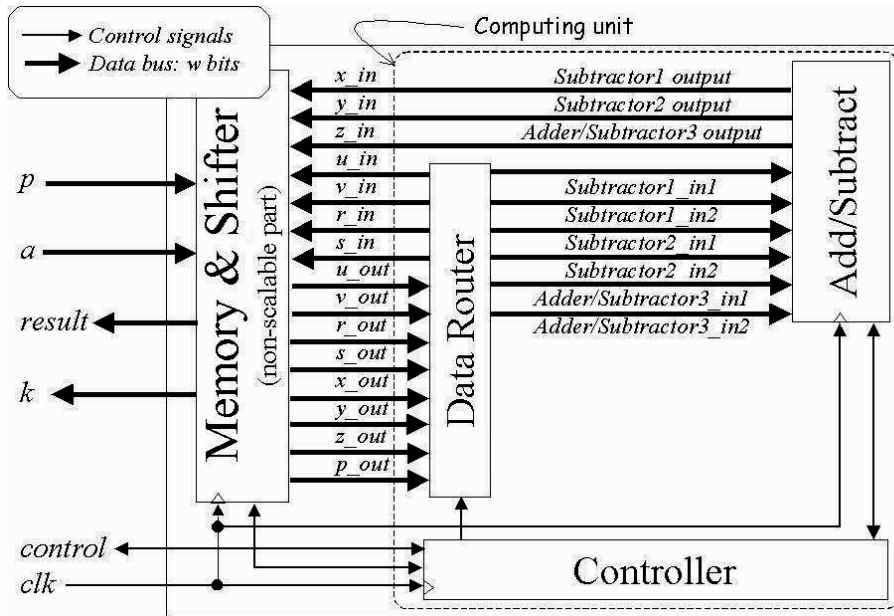 Computing unit
Control signals
Data bus: w bits
x_in
Subtractor1 output
y_in
Subtractor2 output
z_in
Adder/Subtractor3 output
u_in
v_in
Subtractor1_in1
r_in
Subtractor1_in2
s_in
Subtractor2_in1
u_out
Subtractor2 in2
v_out
Adder/Subtractor3_in1
r_out
Adder/Subtractor3_in2
s_out
x_out
y_out
z_out
p_out
p
a
result
k
Memory & Shifter
(non-scalable part)
Data Router
Add/Subtract
control
clk
Controller